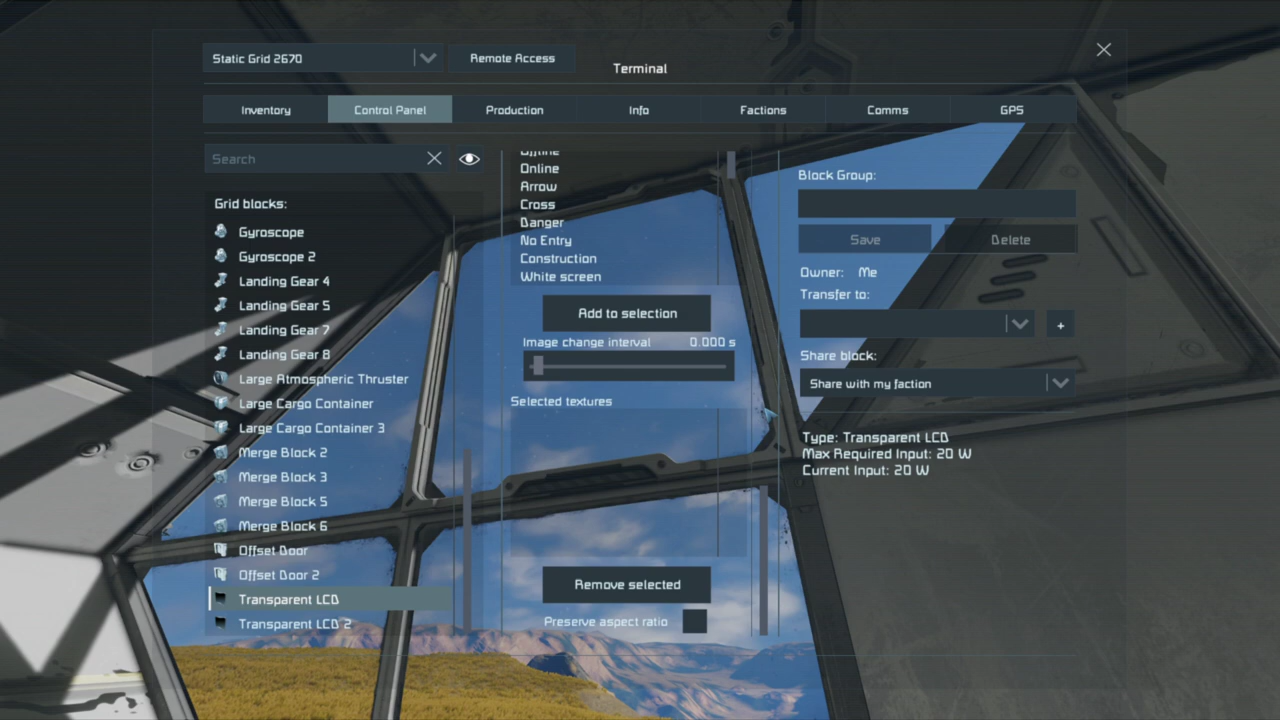 Static Grid 2670
Remote Access
Terminal
Inventory
Control Panel
Production
Info
Factions
Comms
GPS
Search
Grid blocks:
Gyroscope
Gyroscope 2
Landing Gear 4
Landing Gear 5
Landing Gear 7
Landing Gear 8
Large Atmospheric Thruster
Large Cargo Container
Large Cargo Container 3
Merge Block 2
Merge Block 3
Merge Block 5
Merge Block 6
Offset Door
Offset Door 2
Transparent LCD
Transparent LCD 2
Offline
Online
Arrow
Cross
Danger
No Entry
Construction
White screen
Add to selection
Image change interval 0.000 s
Selected textures
Remove selected
Preserve aspect ratio
Block Group:
Save
Delete
Owner: Me
Transfer to:
+
Share block:
Share with my faction
Type: Transparent LCD
Max Required Input: 20 W
Current Input: 20 W